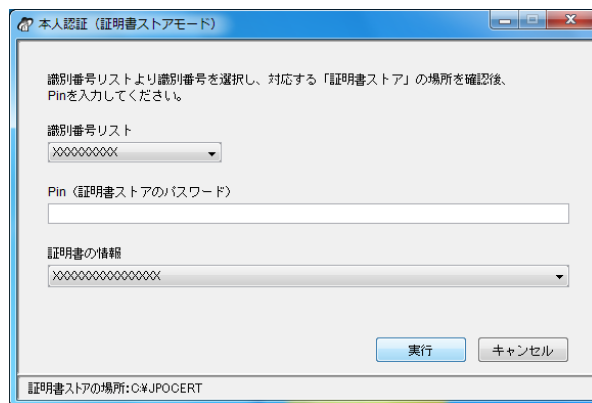 本人認証（証明書ストアモード）
識別番号リストより識別番号を選択し、対応する「証明書ストア」の場所を確認後、
Pinを入力してください。
識別番号リスト
XXXXXXXXX
Pin（証明書ストアのパスワード）
証明書の情報
XXXXXXXXXXXXXXX
実行
キャンセル
証明書ストアの場所:C:¥JPOCERT